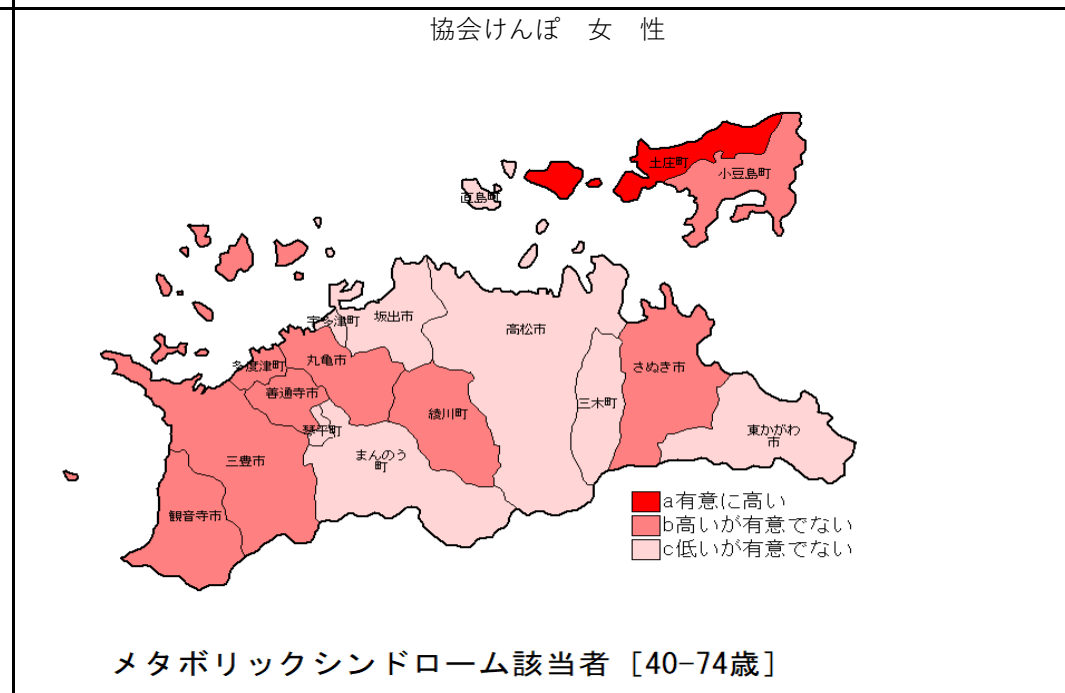 協会けんぽ　女　性
土庄町
小豆島町
直島町
宇多津町
坂出市
高松市
多度津町
丸亀市
さぬき市
善通寺市
綾川町
三木町
琴平町
東かがわ
市
三豊市
まんのう
町
観音寺市
a有意に高い
b高いが有意でない
c低いが有意でない
メタボリックシンドローム該当者［40-74歳］